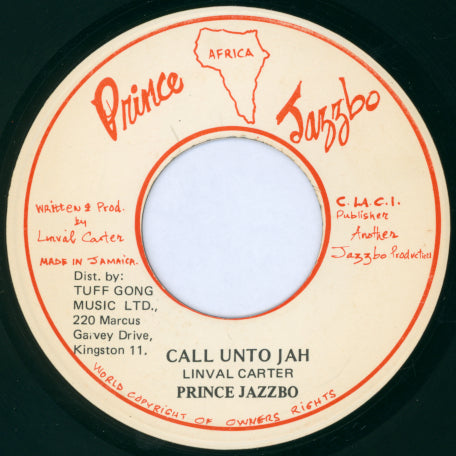 Prince
AFRICA
Jazzbo
Written & Prod.
by
Linval Carter
MADE IN JAMAICA.
C.M.C.I.
Publisher
Another
Jazzbo Production
Dist. by:
TUFF GONG
MUSIC LTD.,
220 Marcus
Garvey Drive,
Kingston 11.
CALL UNTO JAH
LINVAL CARTER
PRINCE JAZZBO
WORLD COPYRIGHT OF OWNERS RIGHTS